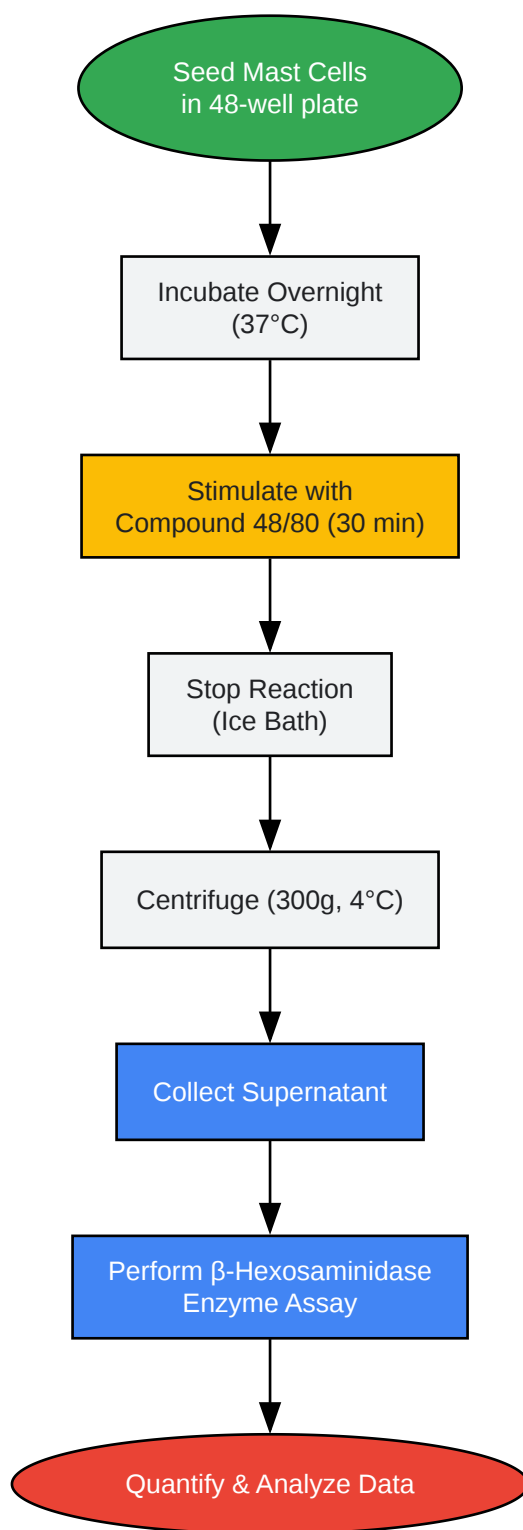 Seed Mast Cells
in 48-well plate
Incubate Overnight
(37°C)
Stimulate with
Compound 48/80 (30 min)
Stop Reaction
(Ice Bath)
Centrifuge (300g, 4°C)
Collect Supernatant
Perform β-Hexosaminidase
Enzyme Assay
Quantify & Analyze Data